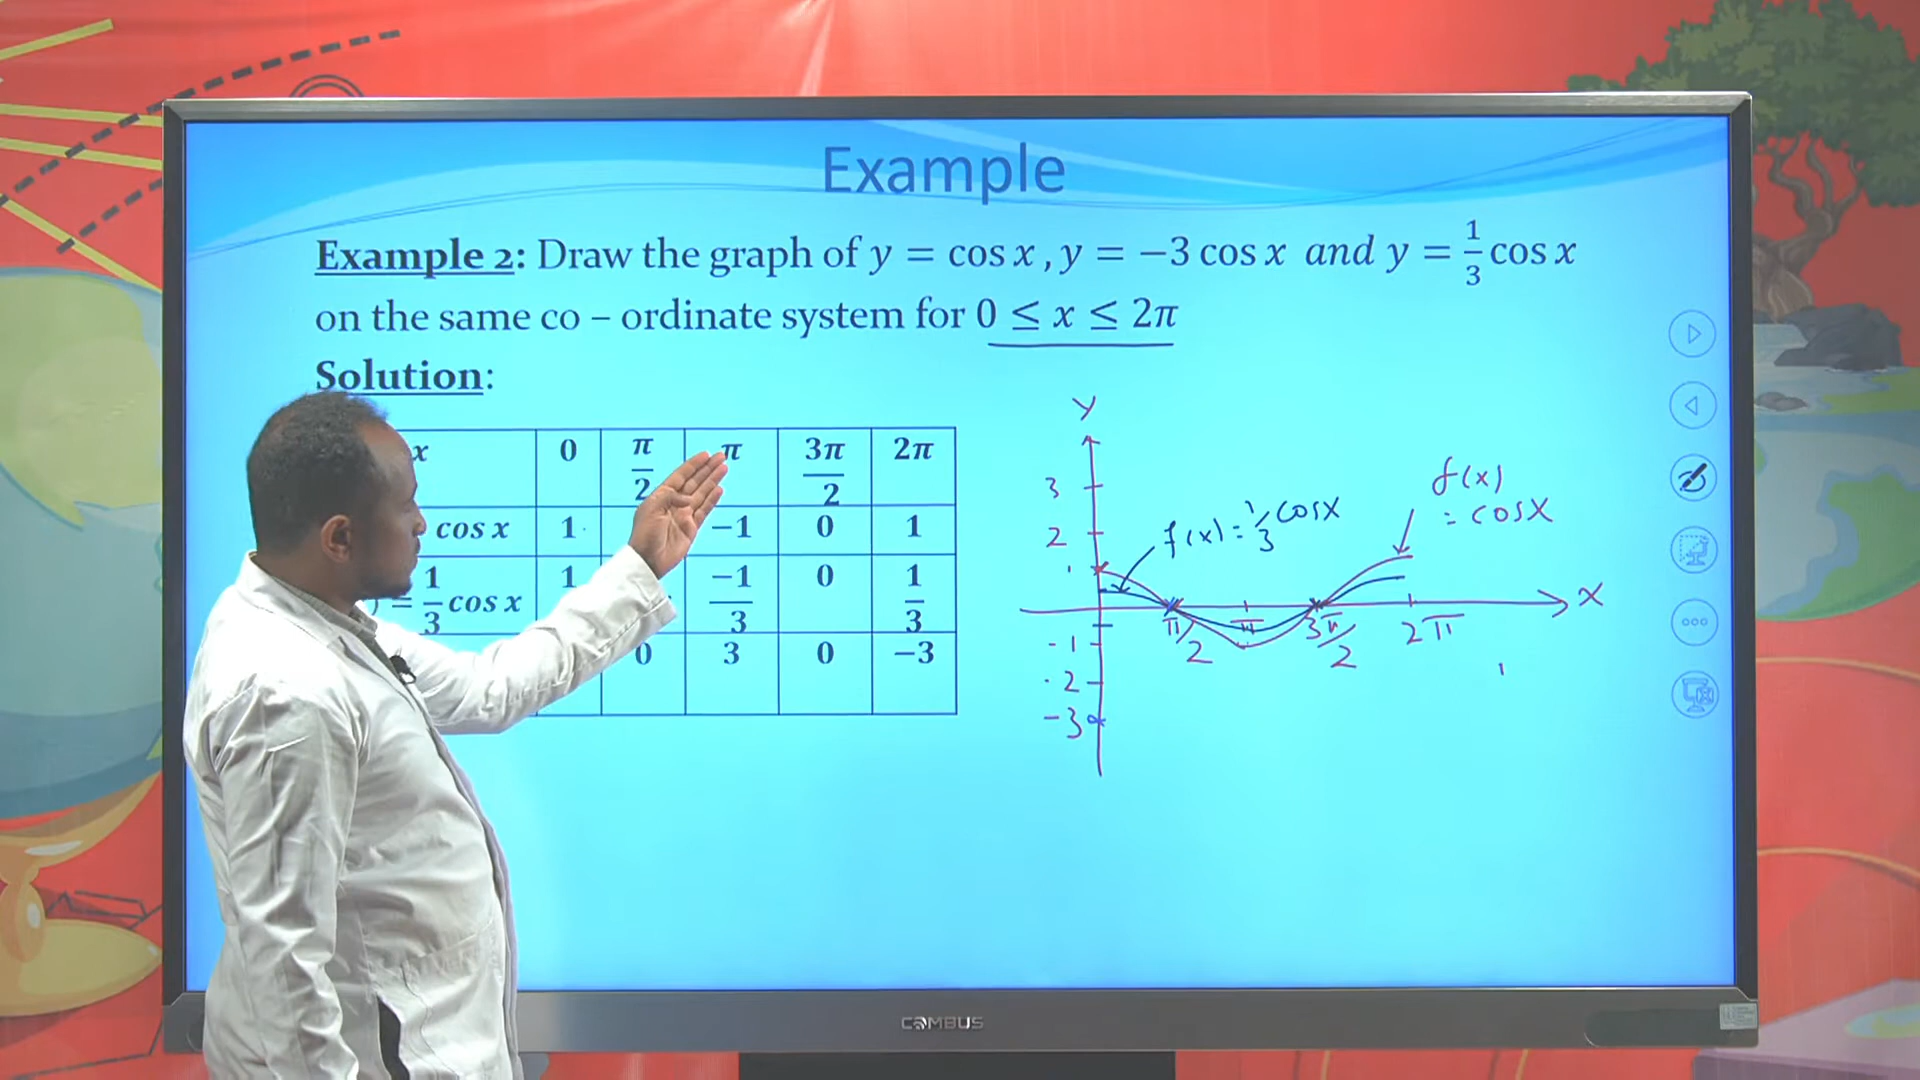 Example
Example 2: Draw the graph of y = cos x , y = −3 cos x and y = 1/3 cos x
on the same co – ordinate system for 0 ≤ x ≤ 2π
Solution:
x 0 π/2 π 3π/2 2π
cos x 1 −1 0 1
= 1/3 cos x 1 −1/3 0 1/3
0 3 0 −3
y
3
2
1
-1
-2
-3
f(x) = 1/3 cosx
f(x)
= cosx
x
π/2
π
3π/2
2π
CAMBUS